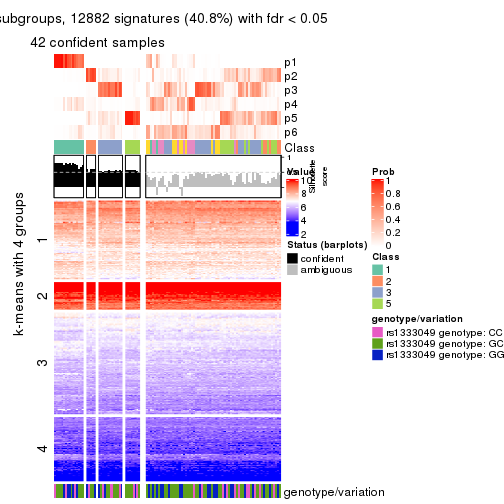 subgroups, 12882 signatures (40.8%) with fdr < 0.05
42 confident samples
p1
p2
p3
p4
p5
p6
Class
1
Silhouette
score
Value
10
8
6
4
2
Prob
1
0.8
0.6
0.4
0.2
0
Status (barplots)
confident
ambiguous
Class
1
2
3
5
genotype/variation
rs1333049 genotype: CC
rs1333049 genotype: GC
rs1333049 genotype: GG
k-means with 4 groups
1
2
3
4
genotype/variation